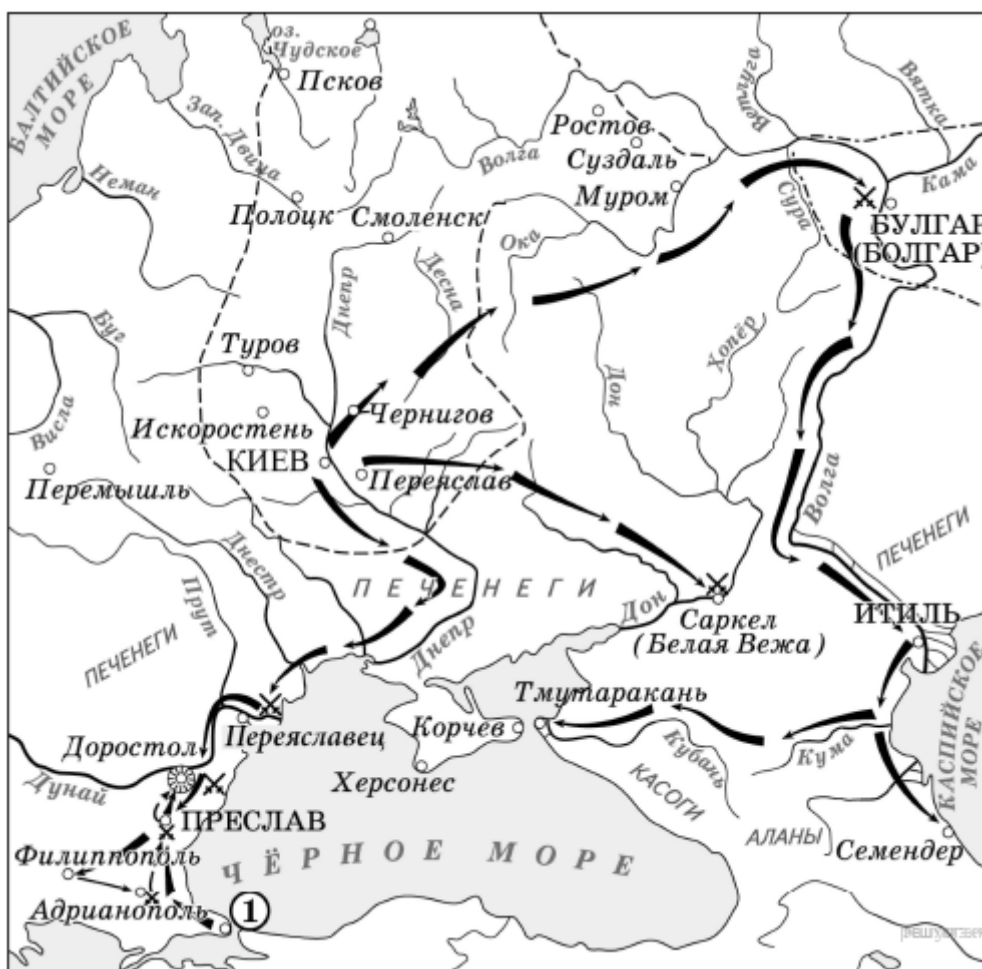 БАЛТИЙСКОЕ
МОРЕ
оз.
Чудское
Псков
Зап. Двина
Неман
Полоцк
Смоленск
Волга
Ростов
Суздаль
Муром
Ветлуга
Вятка
Кама
Сура
БУЛГАР
(БОЛГАР)
Ока
Десна
Днепр
Дон
Хопёр
Буг
Висла
Туров
Искоростень
Чернигов
КИЕВ
Переяслав
Перемышль
Волга
ПЕЧЕНЕГИ
Днестр
Прут
ПЕЧЕНЕГИ
ПЕЧЕНЕГИ
Днепр
Дон
Саркел
(Белая Вежа)
ИТИЛЬ
Тмутаракань
Корчев
Переяславец
Доростол
Дунай
Херсонес
Кубань
Кума
КАСОГИ
АЛАНЫ
КАСПИЙСКОЕ
МОРЕ
Семендер
ПРЕСЛАВ
Филиппополь
Адрианополь
1
ЧЁРНОЕ МОРЕ